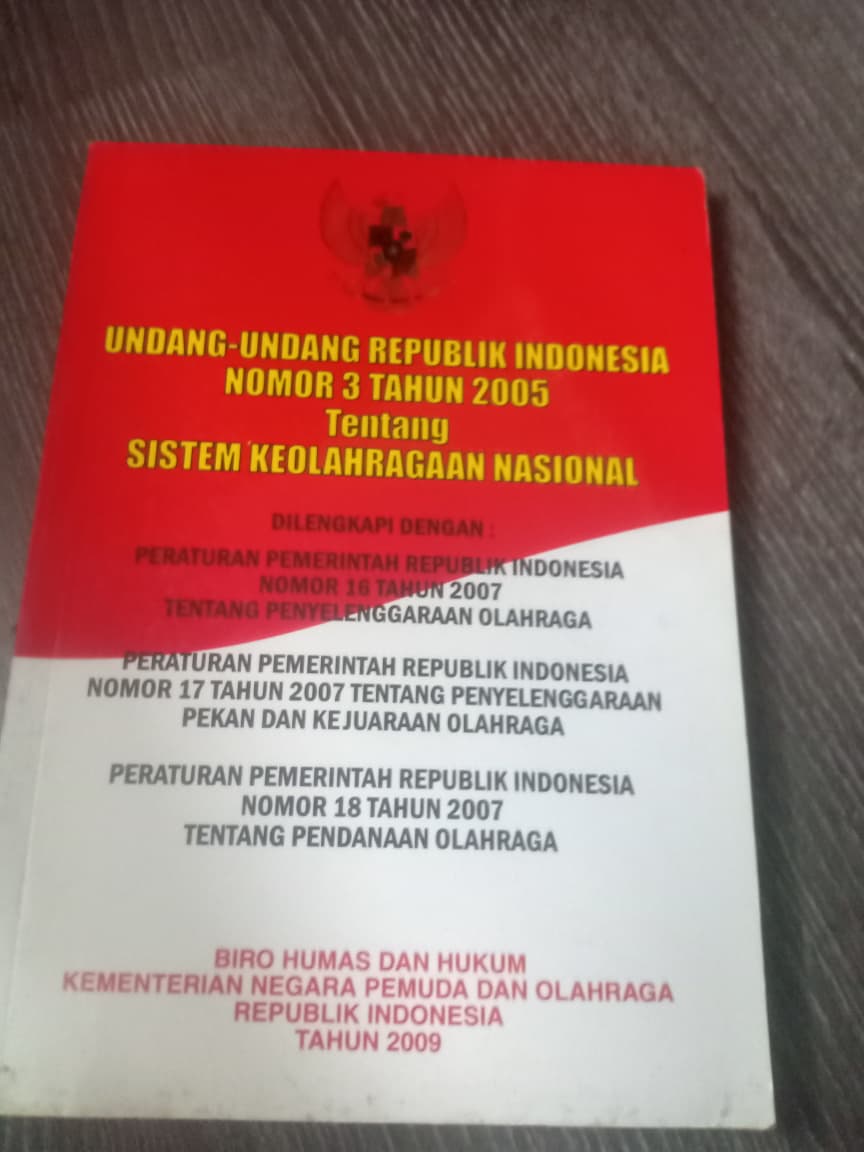 UNDANG-UNDANG REPUBLIK INDONESIA
NOMOR 3 TAHUN 2005
Tentang
SISTEM KEOLAHRAGAAN NASIONAL
DILENGKAPI DENGAN :
PERATURAN PEMERINTAH REPUBLIK INDONESIA
NOMOR 16 TAHUN 2007
TENTANG PENYELENGGARAAN OLAHRAGA
PERATURAN PEMERINTAH REPUBLIK INDONESIA
NOMOR 17 TAHUN 2007 TENTANG PENYELENGGARAAN
PEKAN DAN KEJUARAAN OLAHRAGA
PERATURAN PEMERINTAH REPUBLIK INDONESIA
NOMOR 18 TAHUN 2007
TENTANG PENDANAAN OLAHRAGA
BIRO HUMAS DAN HUKUM
KEMENTERIAN NEGARA PEMUDA DAN OLAHRAGA
REPUBLIK INDONESIA
TAHUN 2009